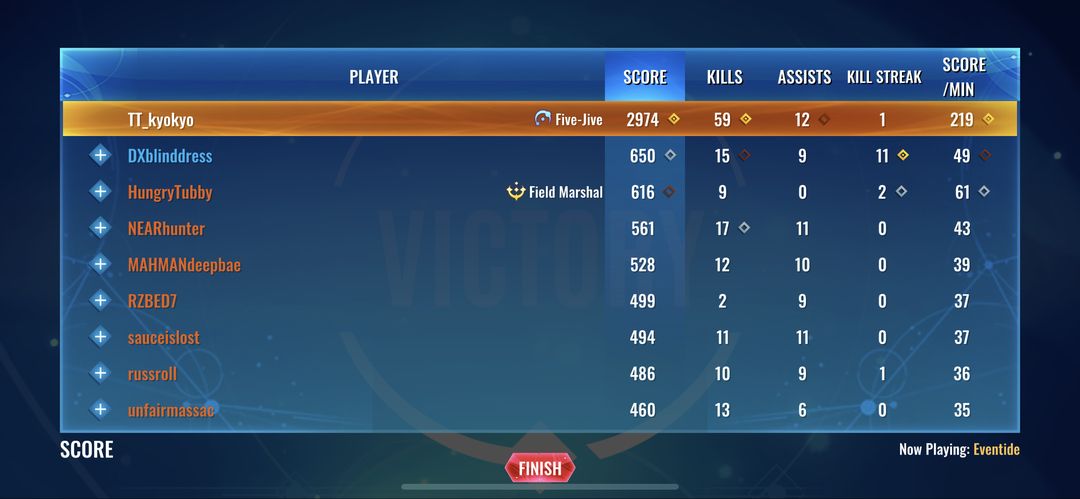 PLAYER SCORE KILLS ASSISTS KILL STREAK SCORE
/MIN
TT_kyokyo Five-Jive 2974 59 12 1 219
DXblinddress 650 15 9 11 49
HungryTubby Field Marshal 616 9 0 2 61
NEARhunter 561 17 11 0 43
MAHMANdeepbae 528 12 10 0 39
RZBED7 499 2 9 0 37
sauceislost 494 11 11 0 37
russroll 486 10 9 1 36
unfairmassac 460 13 6 0 35
VICTORY
SCORE
Now Playing: Eventide
FINISH